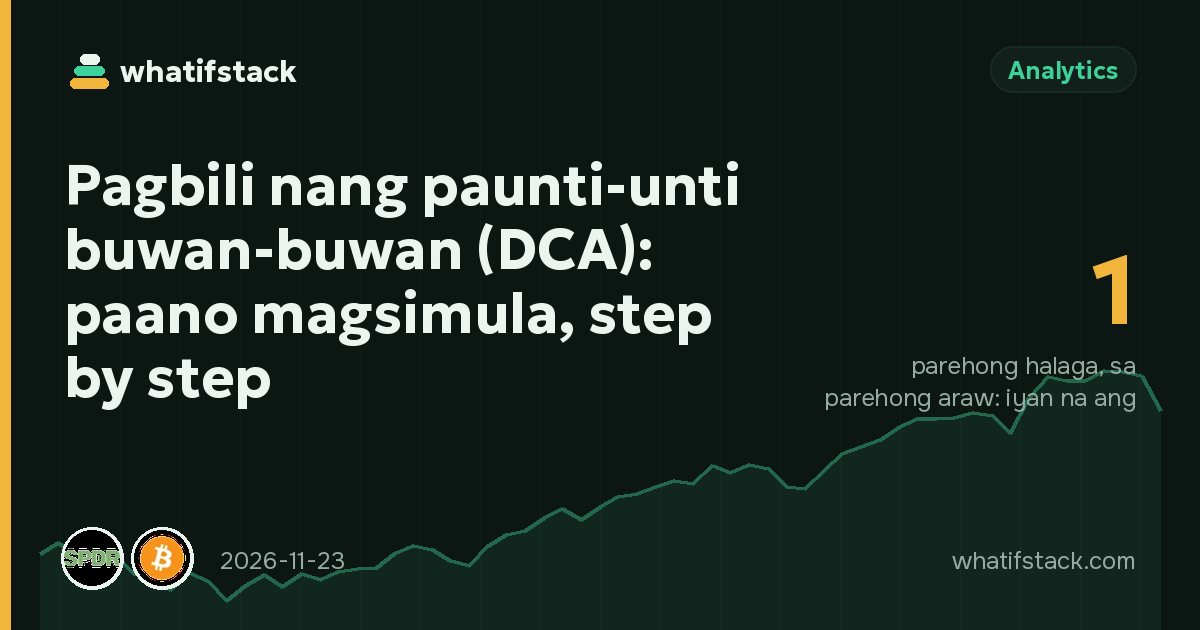 whatifstack
Analytics
Pagbili nang paunti-unti
buwan-buwan (DCA):
paano magsimula, step
by step
1
parehong halaga, sa
parehong araw: iyan na ang
SPDR
2026-11-23
whatifstack.com